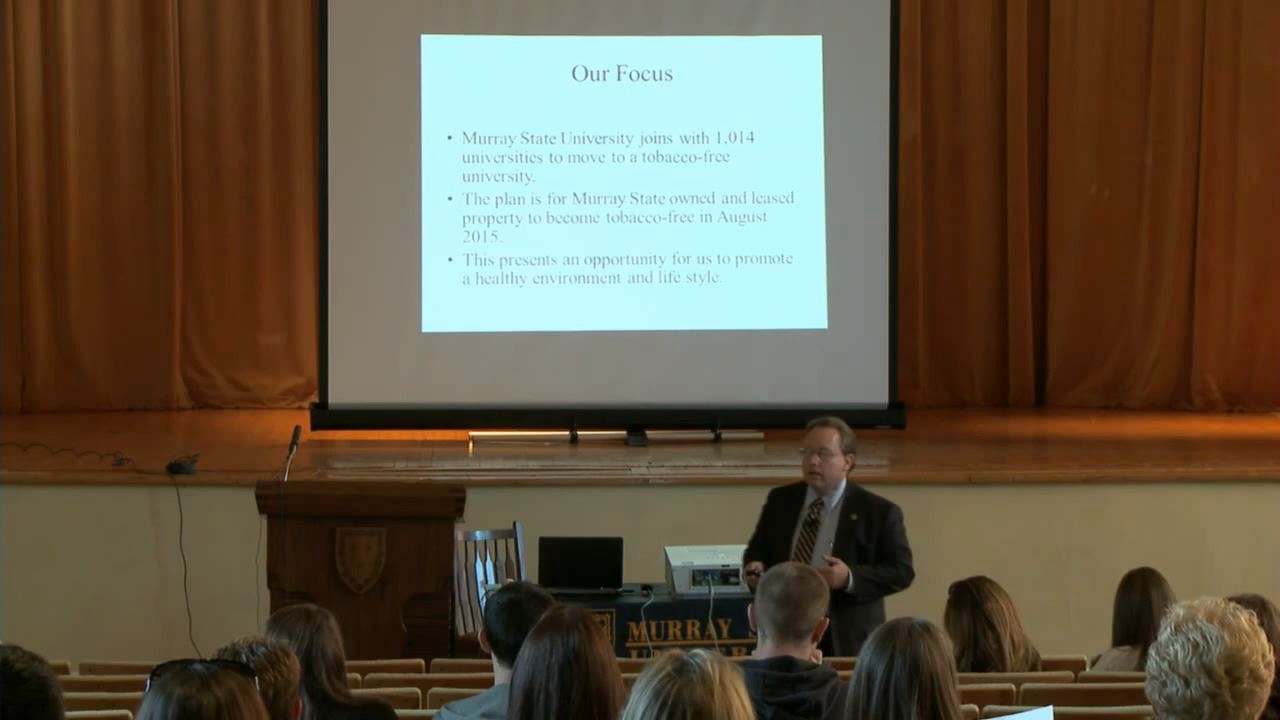 Our Focus
• Murray State University joins with 1,014
universities to move to a tobacco-free
university.
• The plan is for Murray State owned and leased
property to become tobacco-free in August
2015.
• This presents an opportunity for us to promote
a healthy environment and life style.
MURRAY